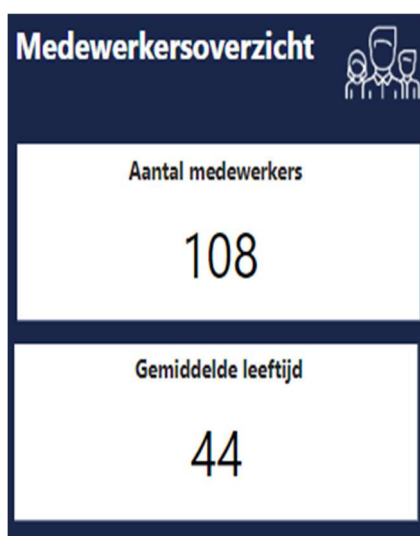 Medewerkersoverzicht
Aantal medewerkers
108
Gemiddelde leeftijd
44